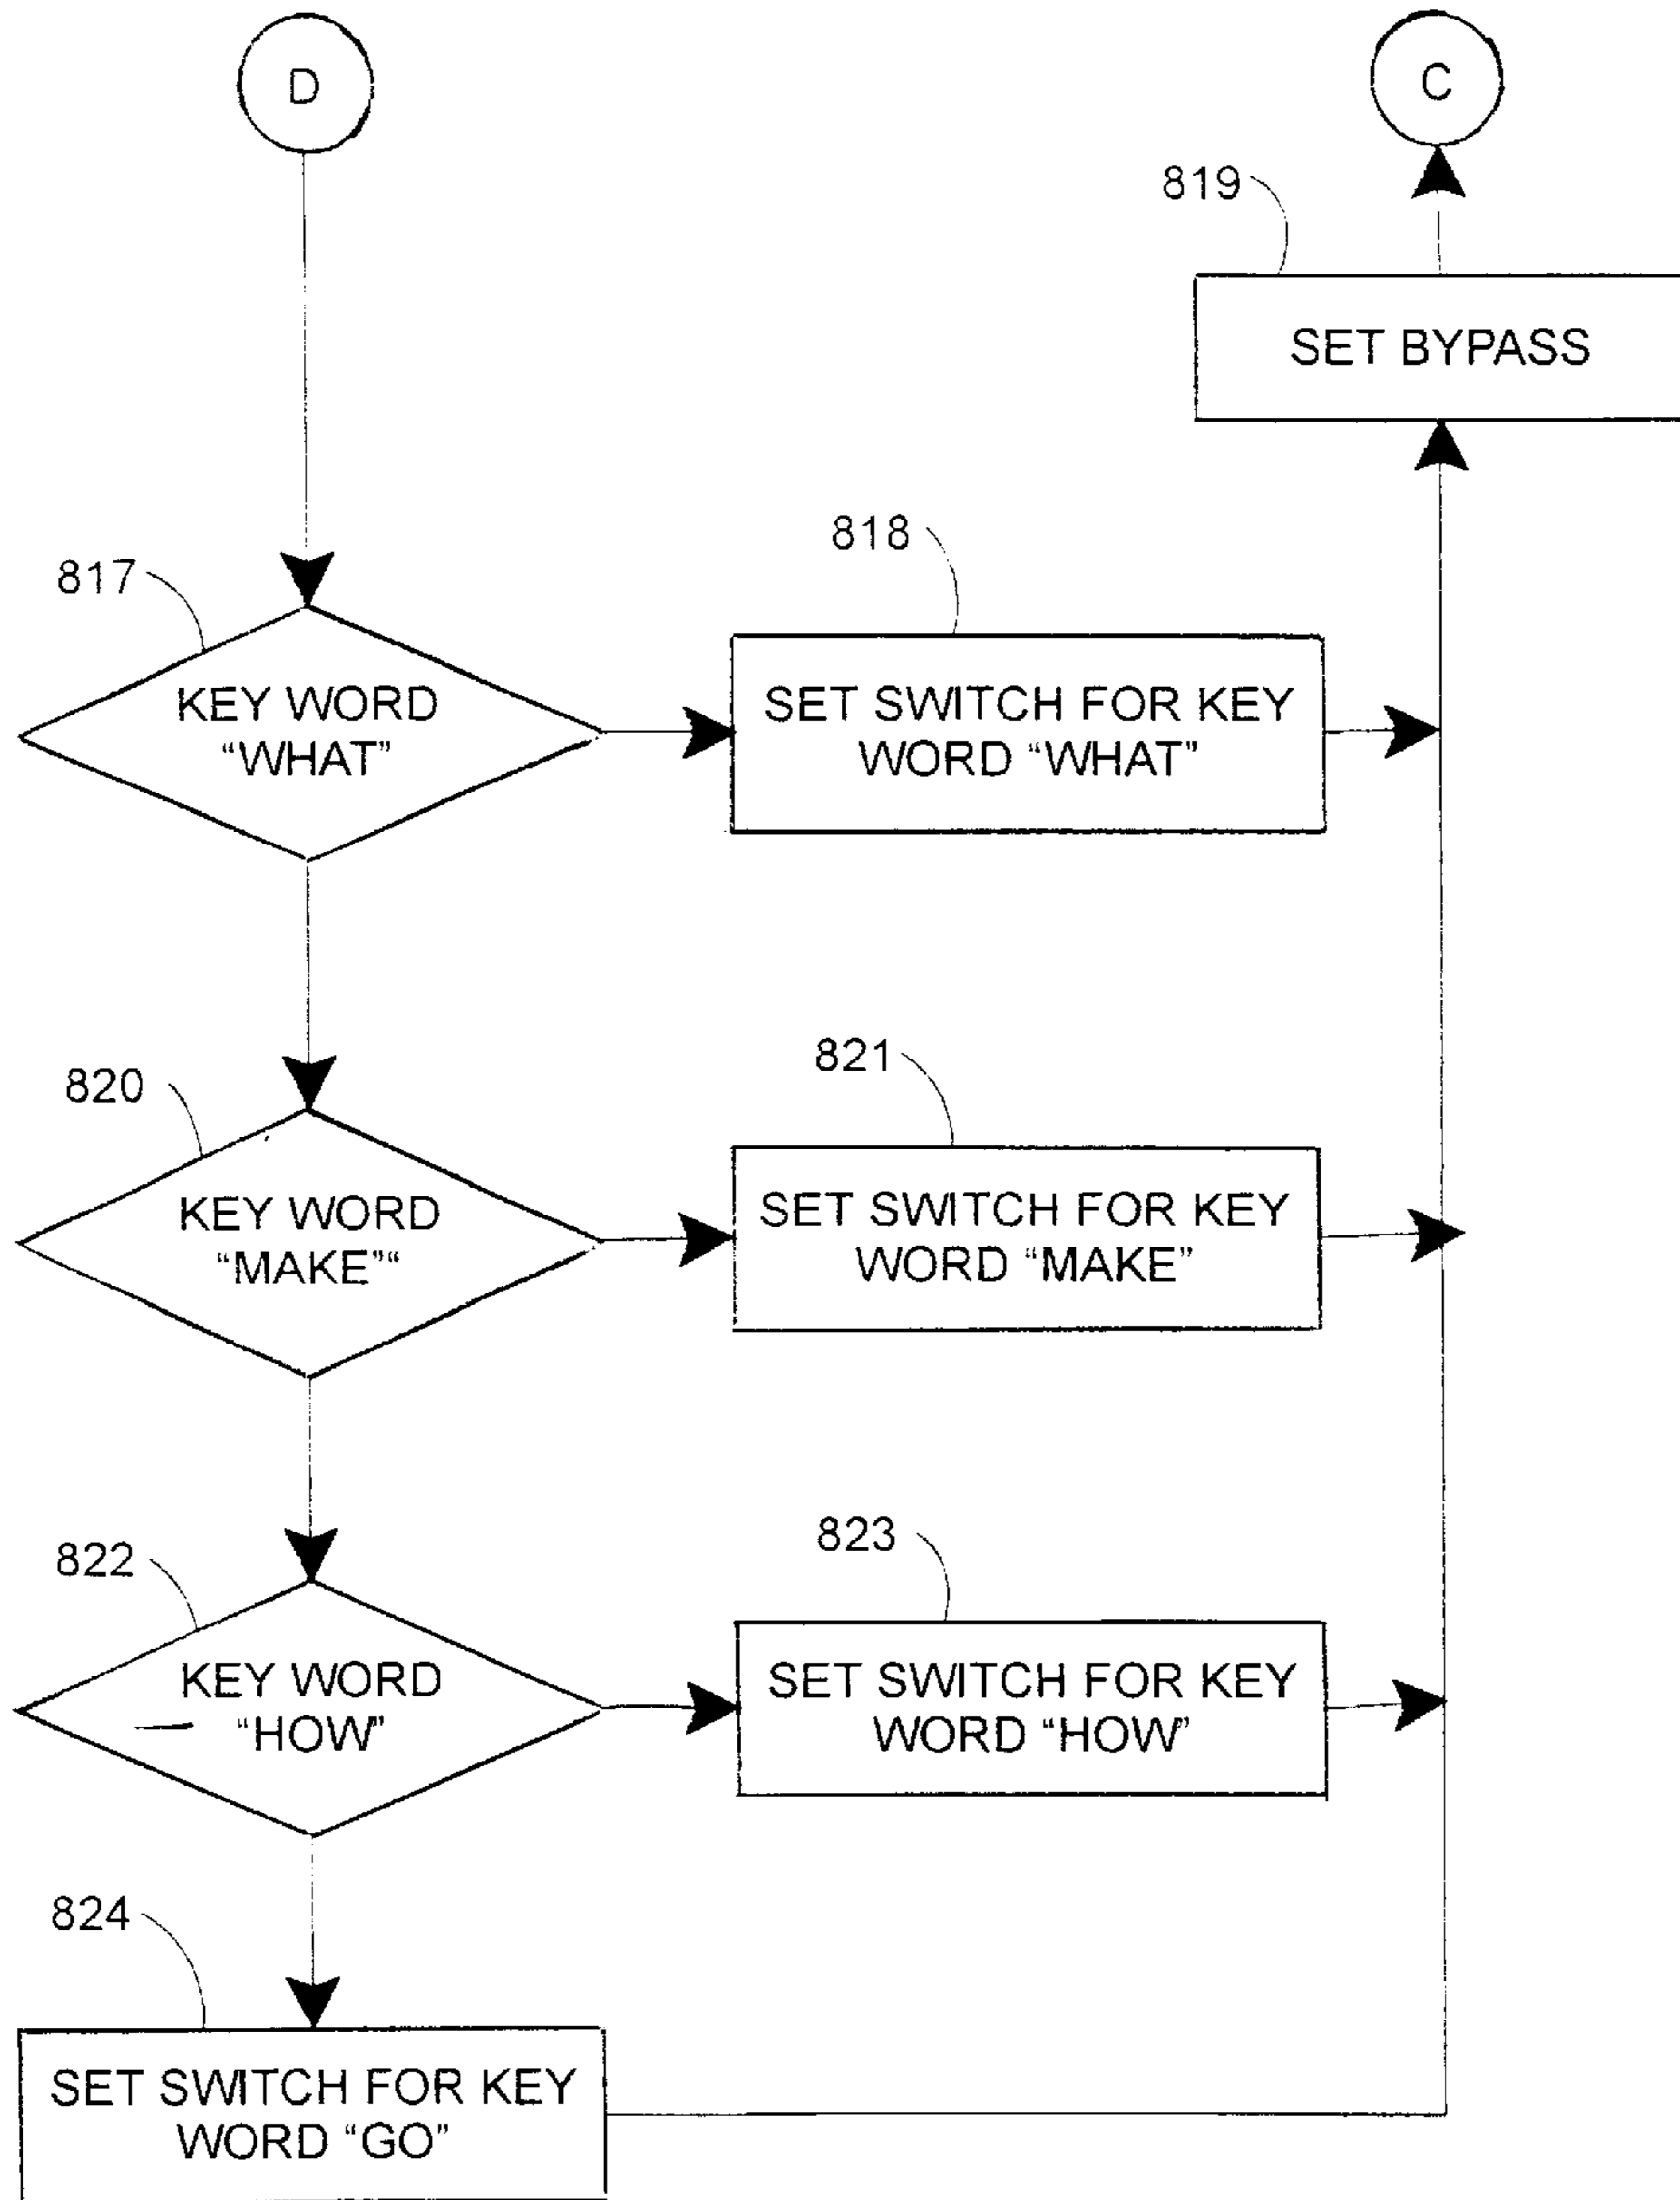 D
C
819
SET BYPASS
817
818
KEY WORD
“WHAT”
SET SWITCH FOR KEY
WORD “WHAT”
820
821
KEY WORD
“MAKE”“
SET SWITCH FOR KEY
WORD “MAKE”
822
823
KEY WORD
“HOW”
SET SWITCH FOR KEY
WORD “HOW”
824
SET SWITCH FOR KEY
WORD “GO”